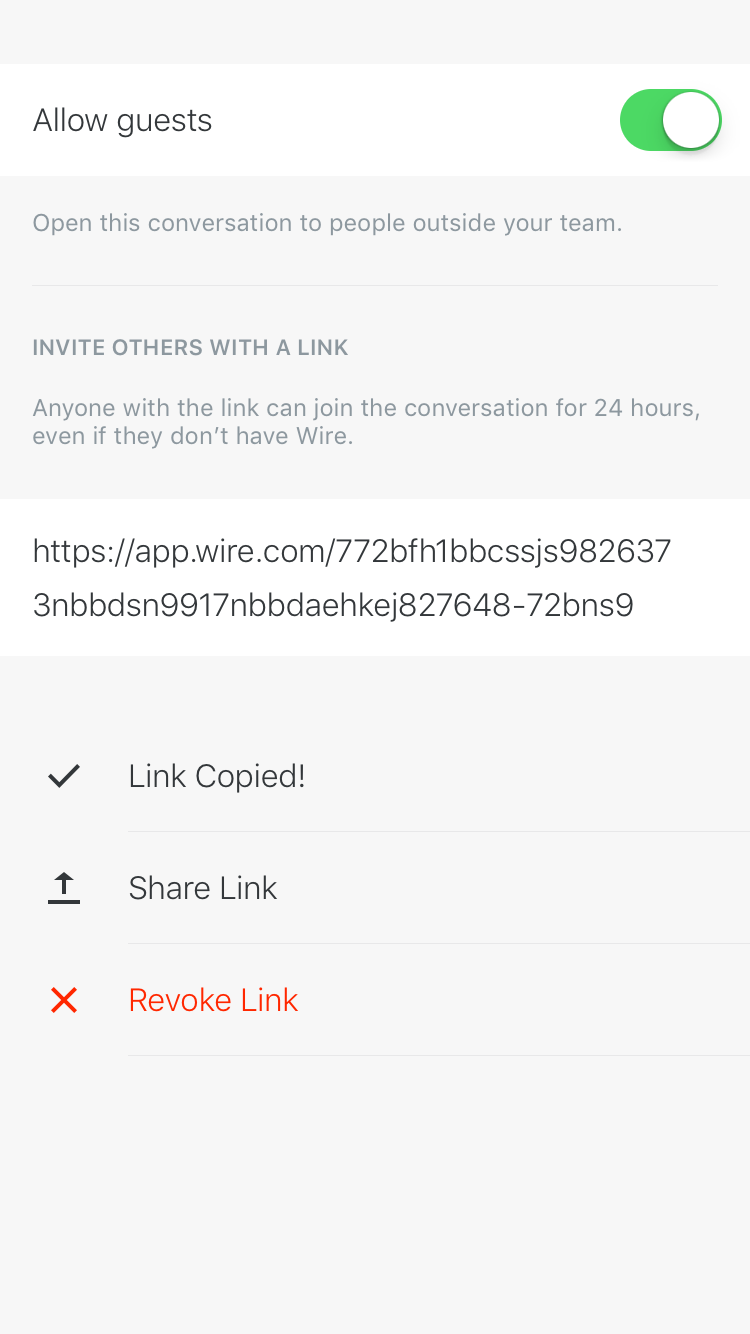 Allow guests
Open this conversation to people outside your team.
INVITE OTHERS WITH A LINK
Anyone with the link can join the conversation for 24 hours,
even if they don’t have Wire.
https://app.wire.com/772bfh1bbcssjs982637
3nbbdsn9917nbbdaehkej827648-72bns9
Link Copied!
Share Link
Revoke Link